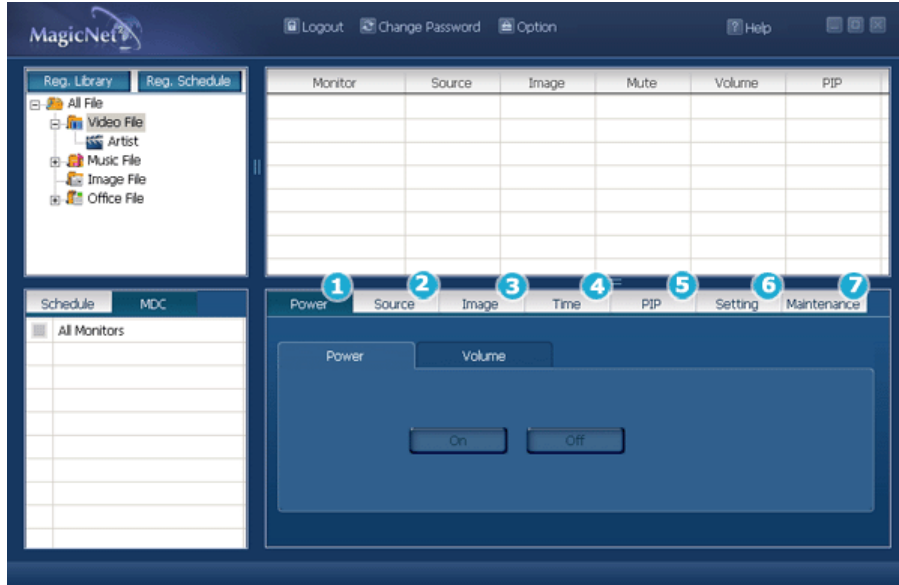 MagicNet
Logout Change Password Option Help
Reg. Library Reg. Schedule
All File
Video File
Artist
Music File
Image File
Office File
Monitor Source Image Mute Volume PIP
Schedule MDC
All Monitors
1 2 3 4 5 6 7
Power Source Image Time PIP Setting Maintenance
Power Volume
On Off